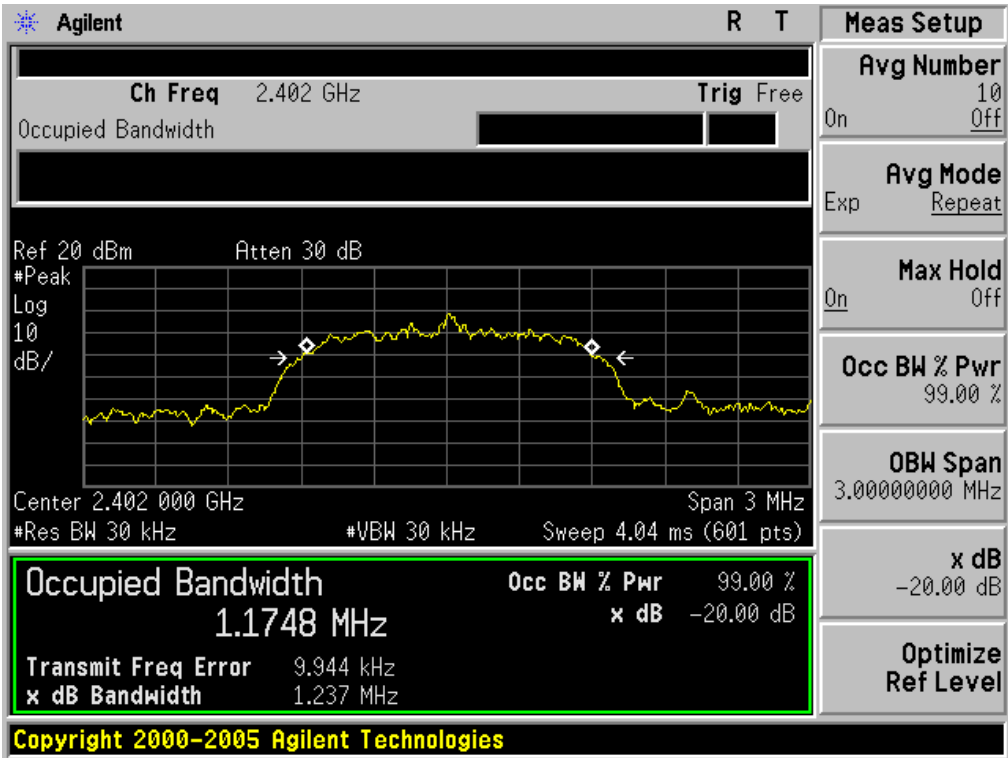 Agilent R T
Ch Freq 2.402 GHz Trig Free
Occupied Bandwidth
Ref 20 dBm Atten 30 dB
#Peak
Log
10
dB/
Center 2.402 000 GHz Span 3 MHz
#Res BW 30 kHz #VBW 30 kHz Sweep 4.04 ms (601 pts)
Occupied Bandwidth Occ BW % Pwr 99.00 %
1.1748 MHz x dB -20.00 dB
Transmit Freq Error 9.944 kHz
x dB Bandwidth 1.237 MHz
Copyright 2000-2005 Agilent Technologies
Meas Setup
Avg Number
10
On Off
Avg Mode
Exp Repeat
Max Hold
On Off
Occ BW % Pwr
99.00 %
OBW Span
3.00000000 MHz
x dB
-20.00 dB
Optimize
Ref Level